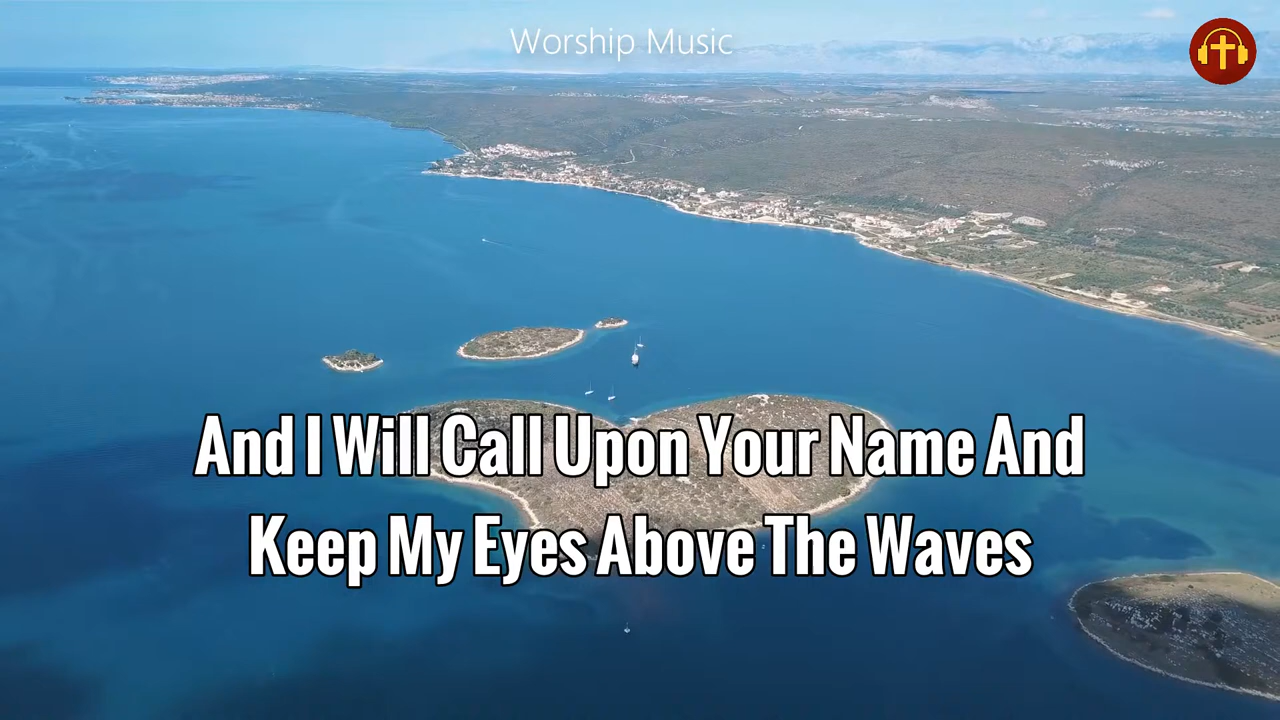 Worship Music
And I Will Call Upon Your Name And
Keep My Eyes Above The Waves